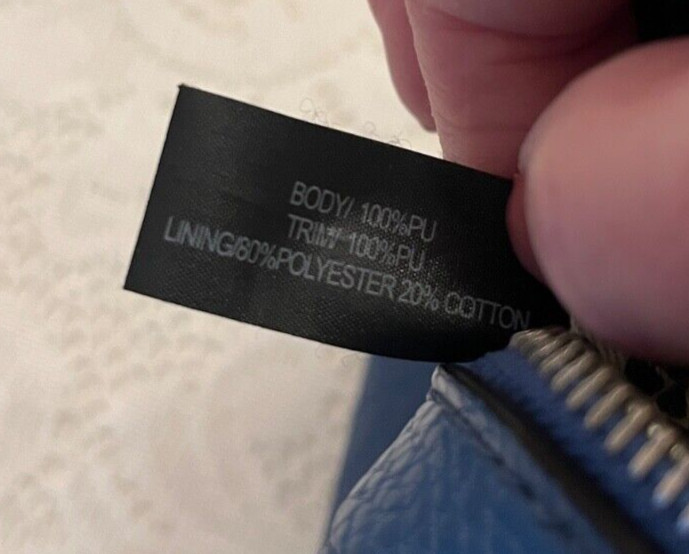 BODY/ 100%PU
TRIM/ 100%PU
LINING/80%POLYESTER 20% COTTON